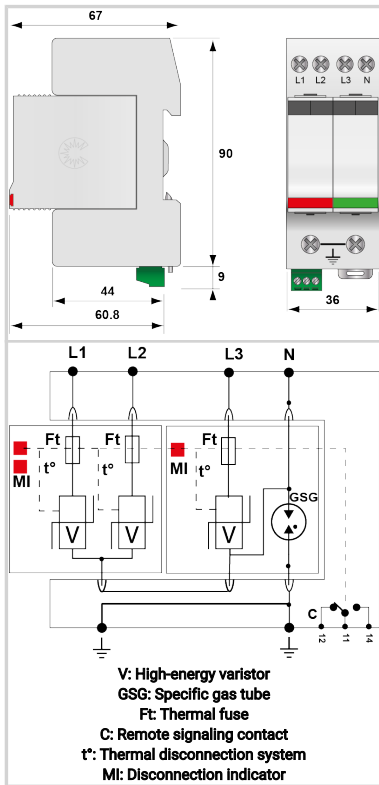 67
L1 L2 L3 N
90
9
44
60.8
36
L1 L2 L3 N
Ft Ft Ft
MI t° t° MI t°
GSG
V V V
C
12 11 14
V: High-energy varistor
GSG: Specific gas tube
Ft: Thermal fuse
C: Remote signaling contact
t°: Thermal disconnection system
MI: Disconnection indicator